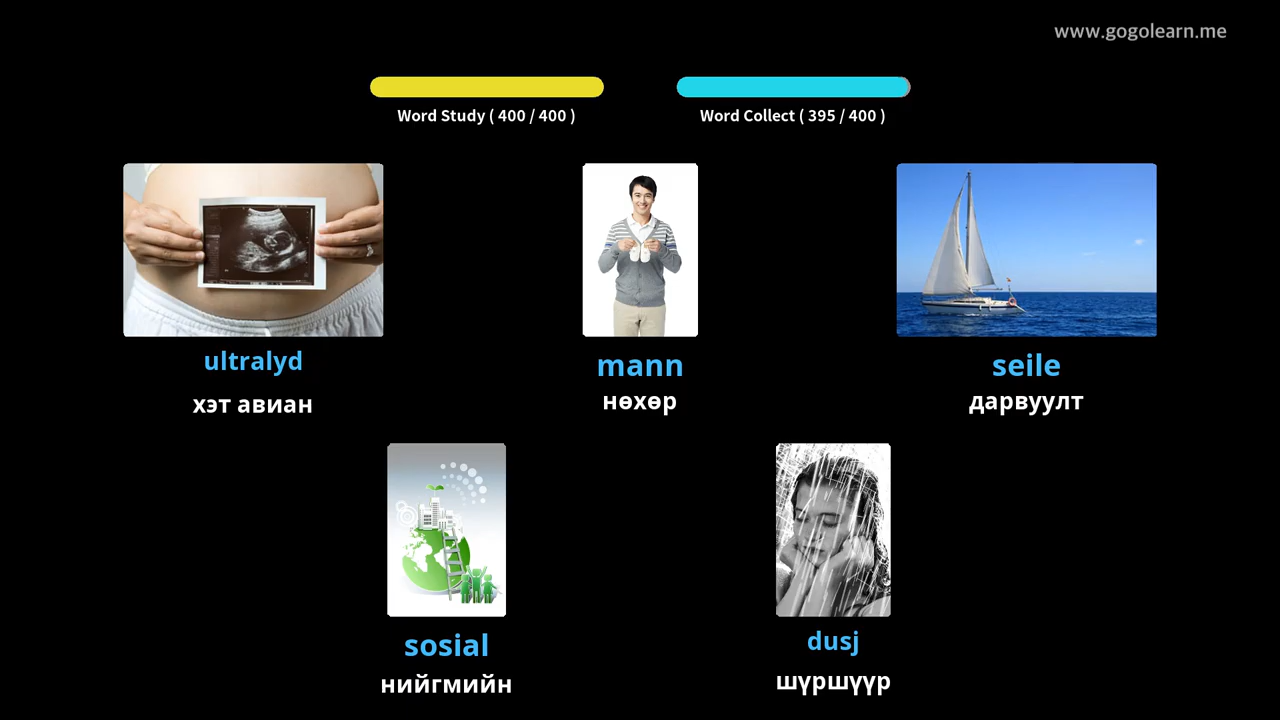 www.gogolearn.me
Word Study ( 400 / 400 )
Word Collect ( 395 / 400 )
ultralyd
хэт авиан
mann
нөхөр
seile
дарвуулт
sosial
нийгмийн
dusj
шүршүүр